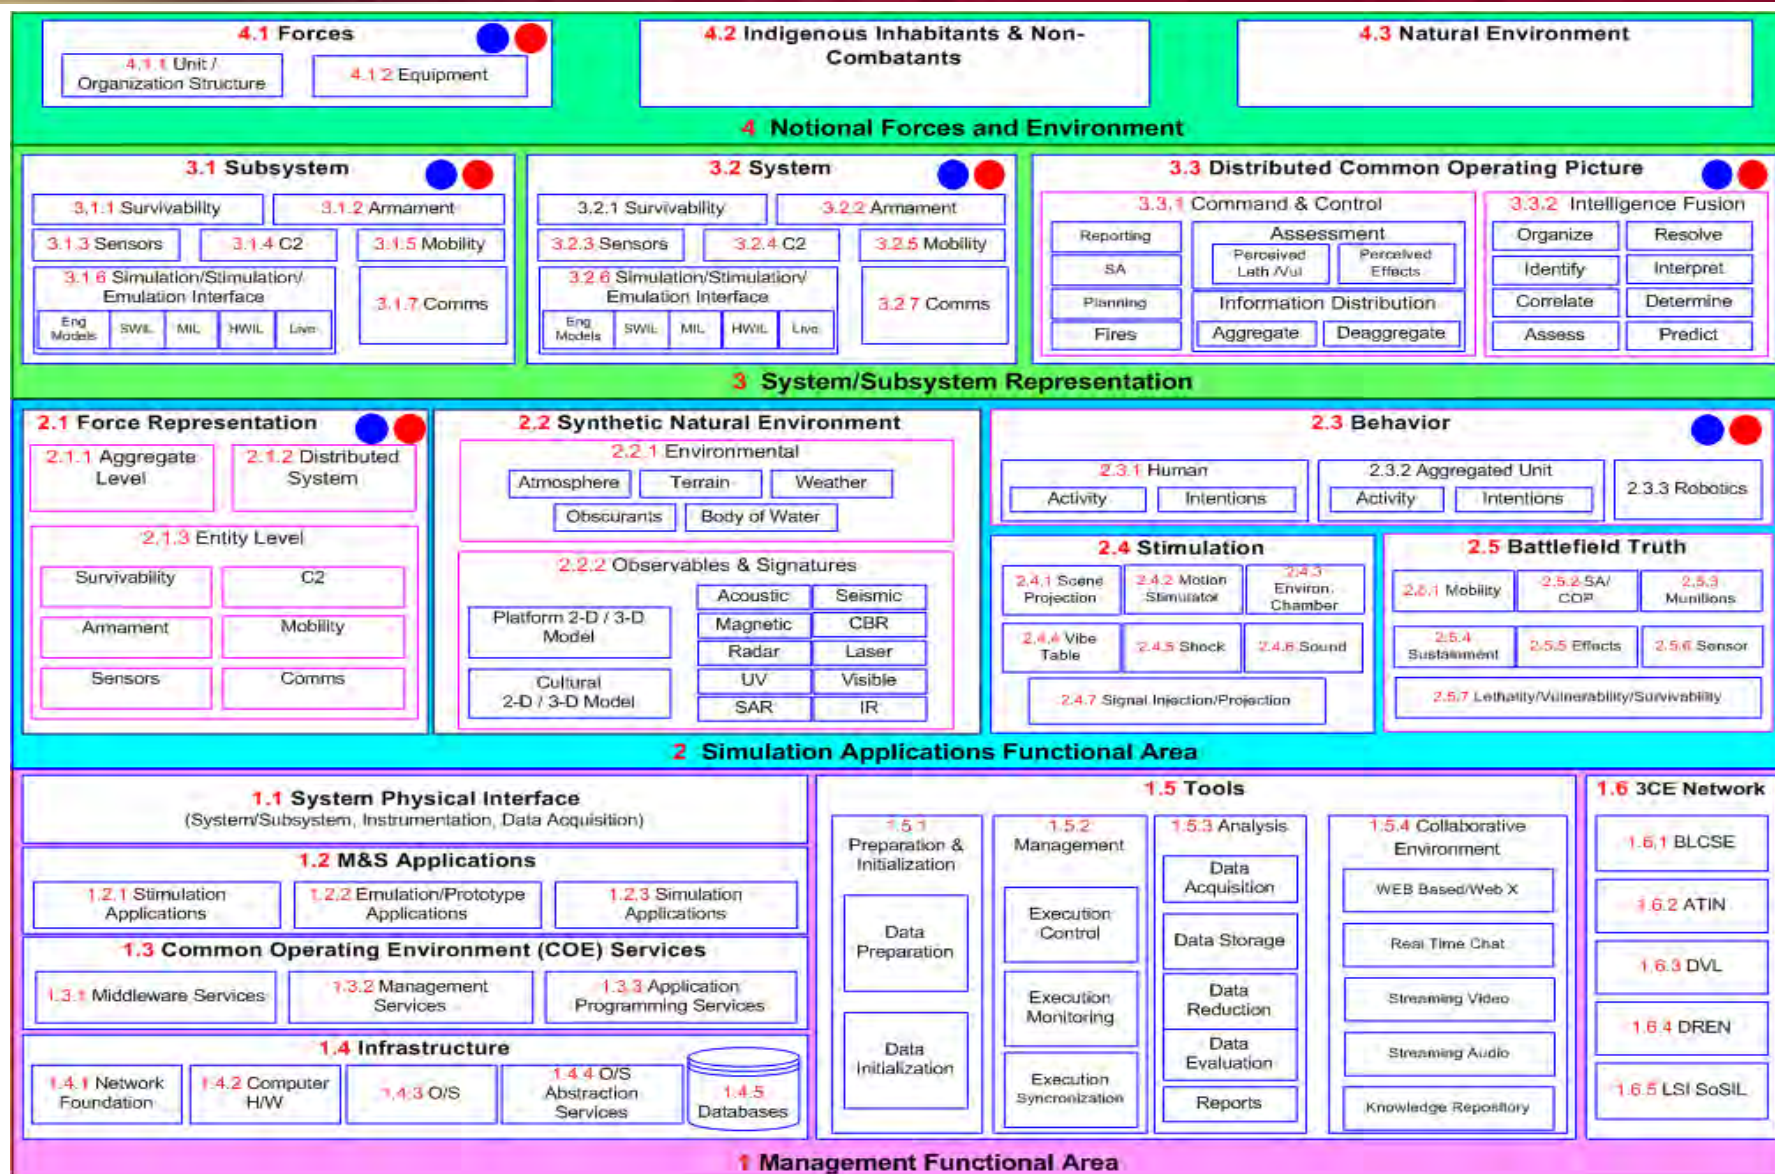 4.1 Forces
4.1.1 Unit /
Organization Structure
4.1.2 Equipment
4.2 Indigenous Inhabitants & Non-
Combatants
4.3 Natural Environment
4 Notional Forces and Environment
3.1 Subsystem
3.1.1 Survivability
3.1.2 Armament
3.1.3 Sensors
3.1.4 C2
3.1.5 Mobility
3.1.6 Simulation/Stimulation/
Emulation Interface
Eng
Models
SWIL
MIL
HWIL
Live
3.1.7 Comms
3.2 System
3.2.1 Survivability
3.2.2 Armament
3.2.3 Sensors
3.2.4 C2
3.2.5 Mobility
3.2.6 Simulation/Stimulation/
Emulation Interface
Eng
Models
SWIL
MIL
HWIL
Live
3.2.7 Comms
3.3 Distributed Common Operating Picture
3.3.1 Command & Control
Reporting
SA
Planning
Fires
Assessment
Perceived
Leth /Vul
Perceived
Effects
Information Distribution
Aggregate
Deaggregate
3.3.2 Intelligence Fusion
Organize
Resolve
Identify
Interpret
Correlate
Determine
Assess
Predict
3 System/Subsystem Representation
2.1 Force Representation
2.1.1 Aggregate
Level
2.1.2 Distributed
System
2.1.3 Entity Level
Survivability
C2
Armament
Mobility
Sensors
Comms
2.2 Synthetic Natural Environment
2.2.1 Environmental
Atmosphere
Terrain
Weather
Obscurants
Body of Water
2.2.2 Observables & Signatures
Platform 2-D / 3-D
Model
Cultural
2-D / 3-D Model
Acoustic
Seismic
Magnetic
CBR
Radar
Laser
UV
Visible
SAR
IR
2.3 Behavior
2.3.1 Human
Activity
Intentions
2.3.2 Aggregated Unit
Activity
Intentions
2.3.3 Robotics
2.4 Stimulation
2.4.1 Scene
Projection
2.4.2 Motion
Stimulator
2.4.3
Environ.
Chamber
2.4.4 Vibe
Table
2.4.5 Shock
2.4.6 Sound
2.4.7 Signal Injection/Projection
2.5 Battlefield Truth
2.5.1 Mobility
2.5.2 SA/
COP
2.5.3
Munitions
2.5.4
Sustainment
2.5.5 Effects
2.5.6 Sensor
2.5.7 Lethality/Vulnerability/Survivability
2 Simulation Applications Functional Area
1.1 System Physical Interface
(System/Subsystem, Instrumentation, Data Acquisition)
1.2 M&S Applications
1.2.1 Stimulation
Applications
1.2.2 Emulation/Prototype
Applications
1.2.3 Simulation
Applications
1.3 Common Operating Environment (COE) Services
1.3.1 Middleware Services
1.3.2 Management
Services
1.3.3 Application
Programming Services
1.4 Infrastructure
1.4.1 Network
Foundation
1.4.2 Computer
H/W
1.4.3 O/S
1.4.4 O/S
Abstraction
Services
1.4.5
Databases
1.5 Tools
1.5.1
Preparation &
Initialization
Data
Preparation
Data
Initialization
1.5.2
Management
Execution
Control
Execution
Monitoring
Execution
Syncronization
1.5.3 Analysis
Data
Acquisition
Data Storage
Data
Reduction
Data
Evaluation
Reports
1.5.4 Collaborative
Environment
WEB Based/Web X
Real Time Chat
Streaming Video
Streaming Audio
Knowledge Repository
1.6 3CE Network
1.6.1 BLCSE
1.6.2 ATIN
1.6.3 DVL
1.6.4 DREN
1.6.5 LSI SoSIL
1 Management Functional Area